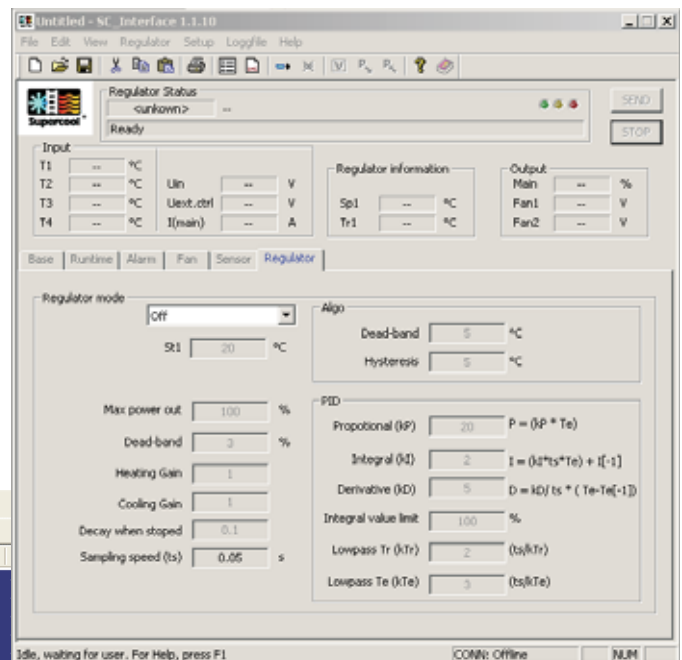 Untitled - SC_Interface 1.1.10
File Edit View Regulator Setup Loggfile Help
Supercool
Regulator Status
<unkown> --
Ready
SEND
STOP
Input
T1 -- °C
T2 -- °C Uin -- V
T3 -- °C Uext.ctrl -- V
T4 -- °C I(main) -- A
Regulator information
Sp1 -- °C
Tr1 -- °C
Output
Main -- %
Fan1 -- V
Fan2 -- V
Base Runtime Alarm Fan Sensor Regulator
Regulator mode
Off
St1 20 °C
Max power out 100 %
Dead-band 3 %
Heating Gain 1
Cooling Gain 1
Decay when stoped 0.1
Sampling speed (ts) 0.05 s
Algo
Dead-band 5 °C
Hysteresis 5 °C
PID
Propotional (kP) 20 P = (kP * Te)
Integral (kI) 2 I = (kI*ts*Te) + I[-1]
Derivative (kD) 5 D = kD/ts * ( Te-Te[-1])
Integral value limit 100 %
Lowpass Tr (kTr) 2 (ts/kTr)
Lowpass Te (kTe) 3 (ts/kTe)
Idle, waiting for user. For Help, press F1 CONN: Offline NUM